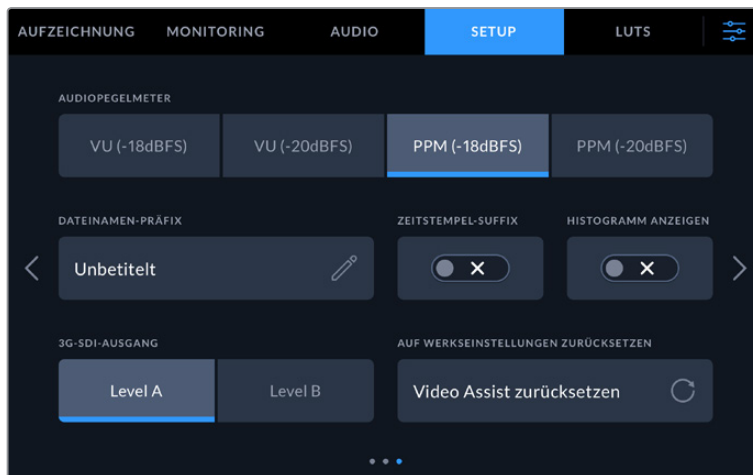 AUFZEICHNUNG MONITORING AUDIO SETUP LUTS
AUDIOPEGELMETER
VU (-18dBFS) VU (-20dBFS) PPM (-18dBFS) PPM (-20dBFS)
DATEINAMEN-PRÄFIX ZEITSTEMPEL-SUFFIX HISTOGRAMM ANZEIGEN
Unbetitelt
3G-SDI-AUSGANG AUF WERKSEINSTELLUNGEN ZURÜCKSETZEN
Level A Level B Video Assist zurücksetzen